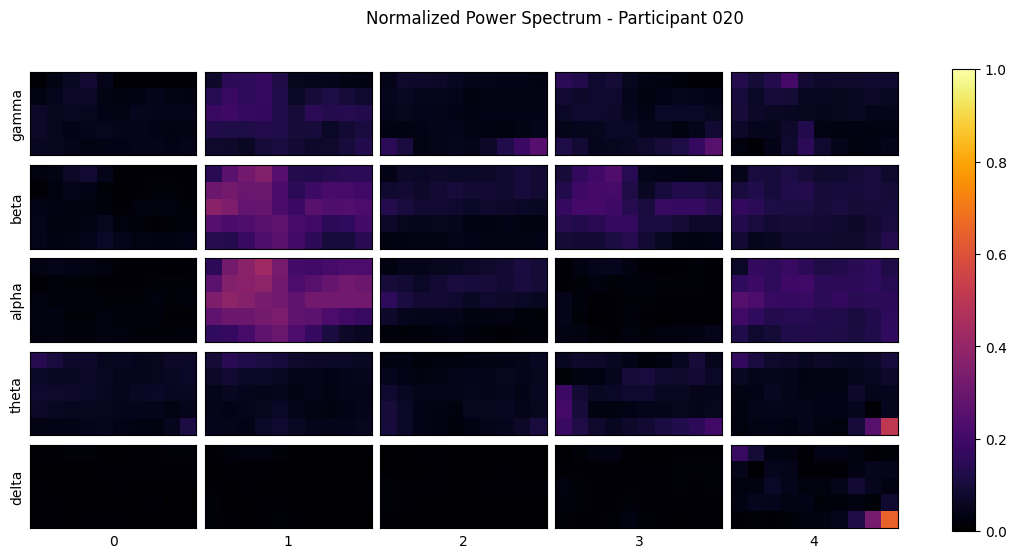 Normalized Power Spectrum - Participant 020
gamma
beta
alpha
theta
delta
0 1 2 3 4
1.0
0.8
0.6
0.4
0.2
0.0